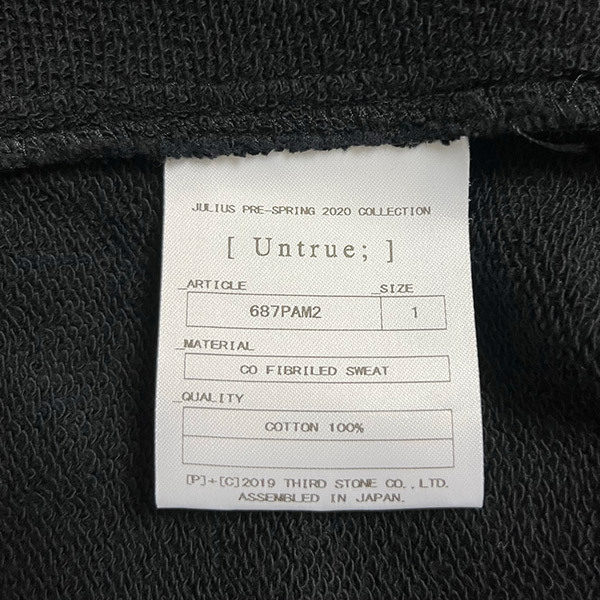 JULIUS PRE-SPRING 2020 COLLECTION
[ Untrue; ]
_ARTICLE _SIZE
687PAM2 1
_MATERIAL
CO FIBRILED SWEAT
_QUALITY
COTTON 100%
[P]+[C]2019 THIRD STONE CO., LTD.
ASSEMBLED IN JAPAN.